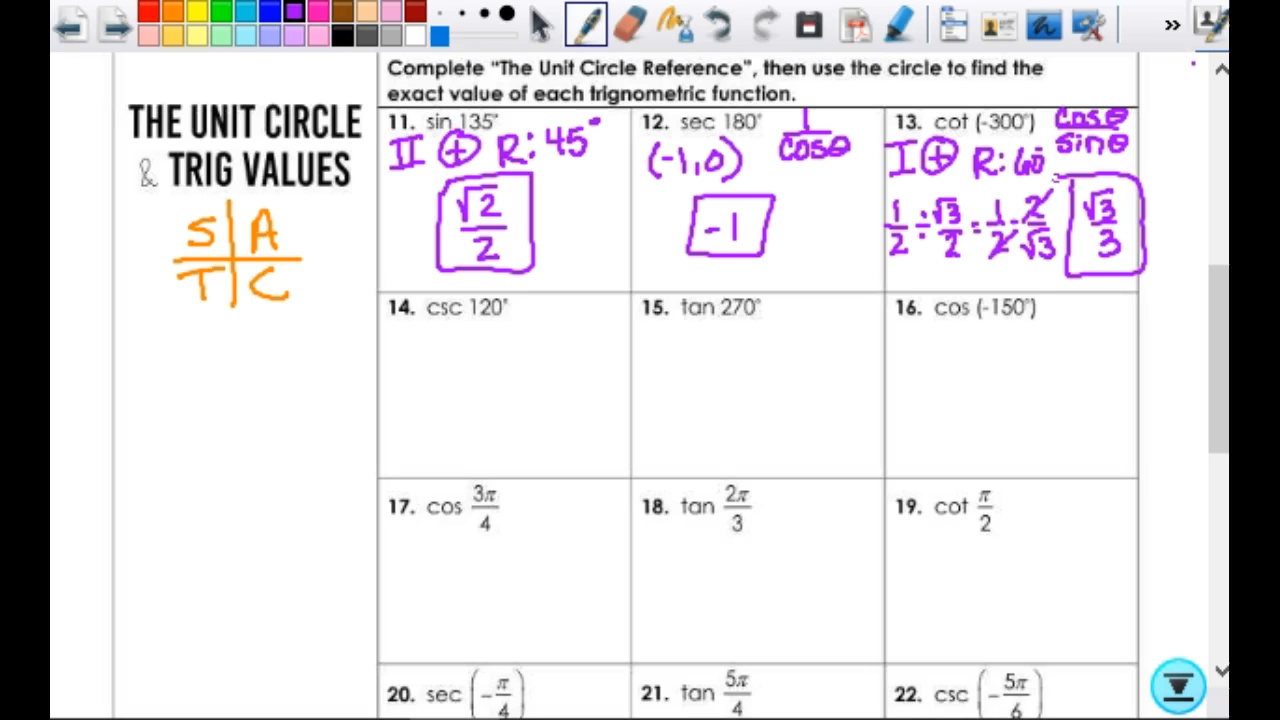 Complete “The Unit Circle Reference”, then use the circle to find the
exact value of each trignometric function.
THE UNIT CIRCLE
& TRIG VALUES
S A
T C
11. sin 135°
II ⊕ R: 45°
√2/2
12. sec 180°
1/cosθ
(-1,0)
-1
13. cot (-300°)
cosθ/sinθ
I ⊕ R: 60°
1/2 ÷ √3/2 = 1/2 · 2/√3
√3/3
14. csc 120°
15. tan 270°
16. cos (-150°)
17. cos 3π/4
18. tan 2π/3
19. cot π/2
20. sec (-π/4)
21. tan 5π/4
22. csc (-5π/6)